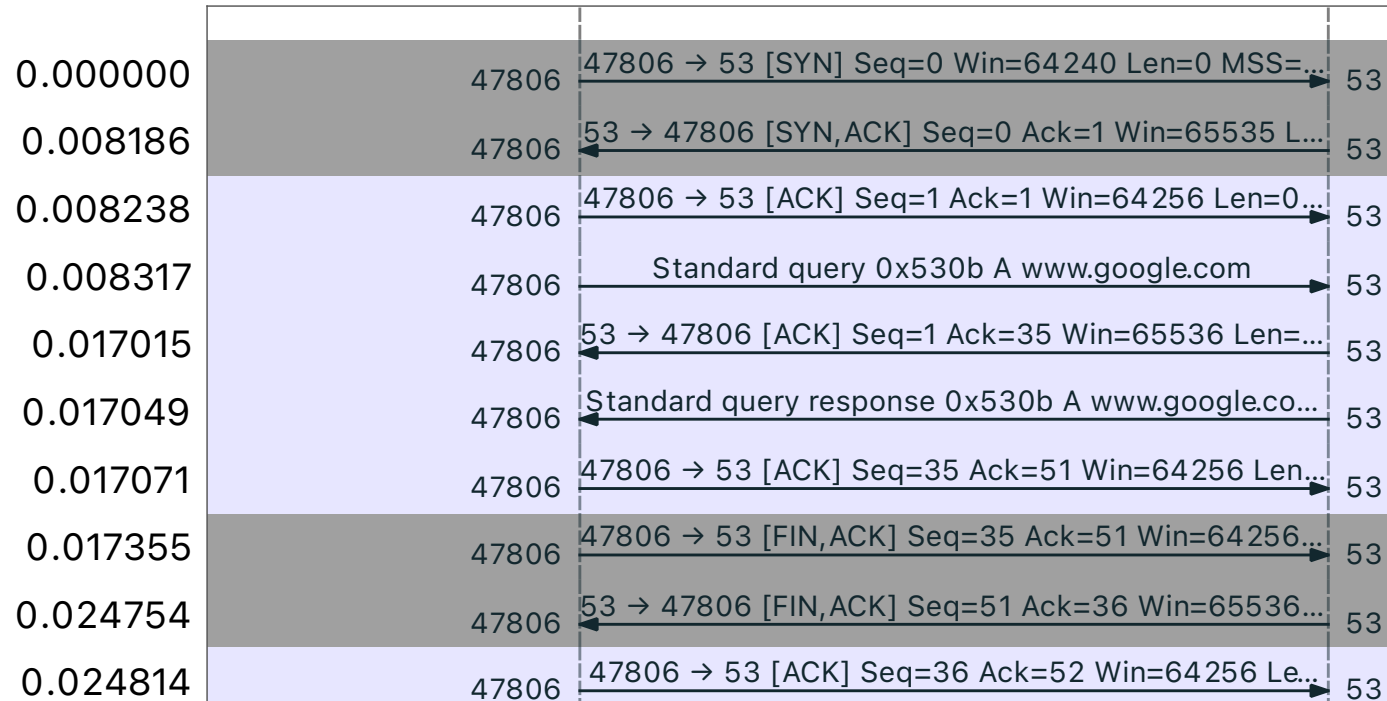 0.000000 47806 47806 → 53 [SYN] Seq=0 Win=64240 Len=0 MSS=... 53
0.008186 47806 53 → 47806 [SYN,ACK] Seq=0 Ack=1 Win=65535 L... 53
0.008238 47806 47806 → 53 [ACK] Seq=1 Ack=1 Win=64256 Len=0... 53
0.008317 47806 Standard query 0x530b A www.google.com 53
0.017015 47806 53 → 47806 [ACK] Seq=1 Ack=35 Win=65536 Len=... 53
0.017049 47806 Standard query response 0x530b A www.google.co... 53
0.017071 47806 47806 → 53 [ACK] Seq=35 Ack=51 Win=64256 Len... 53
0.017355 47806 47806 → 53 [FIN,ACK] Seq=35 Ack=51 Win=64256... 53
0.024754 47806 53 → 47806 [FIN,ACK] Seq=51 Ack=36 Win=65536... 53
0.024814 47806 47806 → 53 [ACK] Seq=36 Ack=52 Win=64256 Le... 53